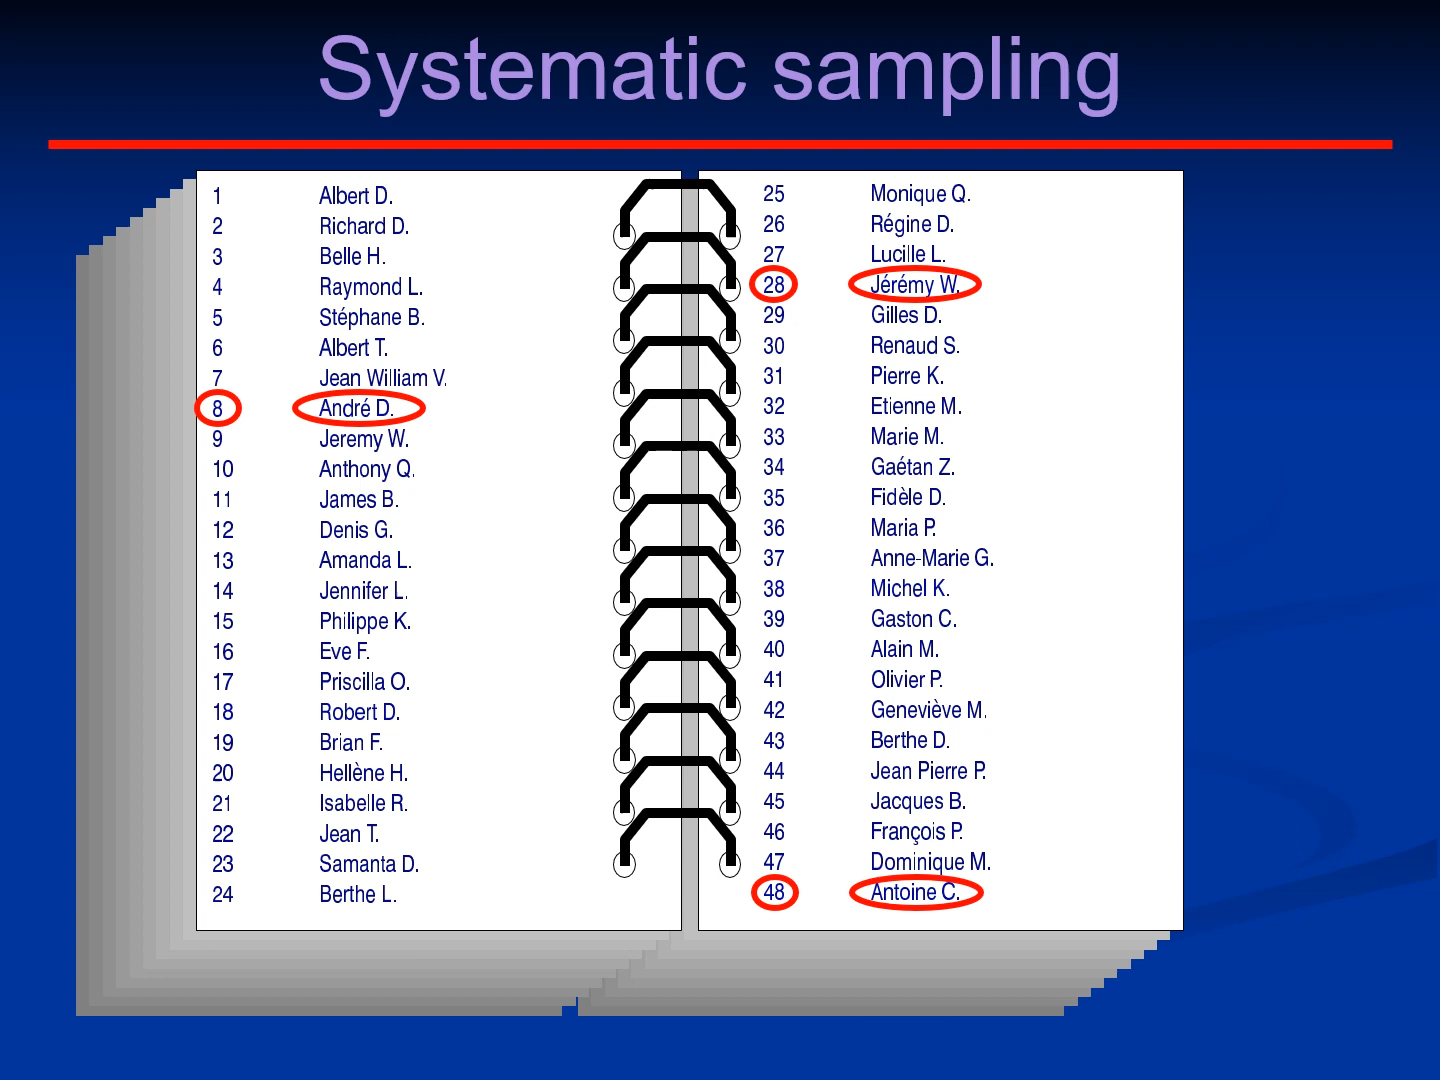 Systematic sampling
1 Albert D.
2 Richard D.
3 Belle H.
4 Raymond L.
5 Stéphane B.
6 Albert T.
7 Jean William V.
8 André D.
9 Jeremy W.
10 Anthony Q.
11 James B.
12 Denis G.
13 Amanda L.
14 Jennifer L.
15 Philippe K.
16 Eve F.
17 Priscilla O.
18 Robert D.
19 Brian F.
20 Hellène H.
21 Isabelle R.
22 Jean T.
23 Samanta D.
24 Berthe L.
25 Monique Q.
26 Régine D.
27 Lucille L.
28 Jérémy W.
29 Gilles D.
30 Renaud S.
31 Pierre K.
32 Etienne M.
33 Marie M.
34 Gaétan Z.
35 Fidèle D.
36 Maria P.
37 Anne-Marie G.
38 Michel K.
39 Gaston C.
40 Alain M.
41 Olivier P.
42 Geneviève M.
43 Berthe D.
44 Jean Pierre P.
45 Jacques B.
46 François P.
47 Dominique M.
48 Antoine C.